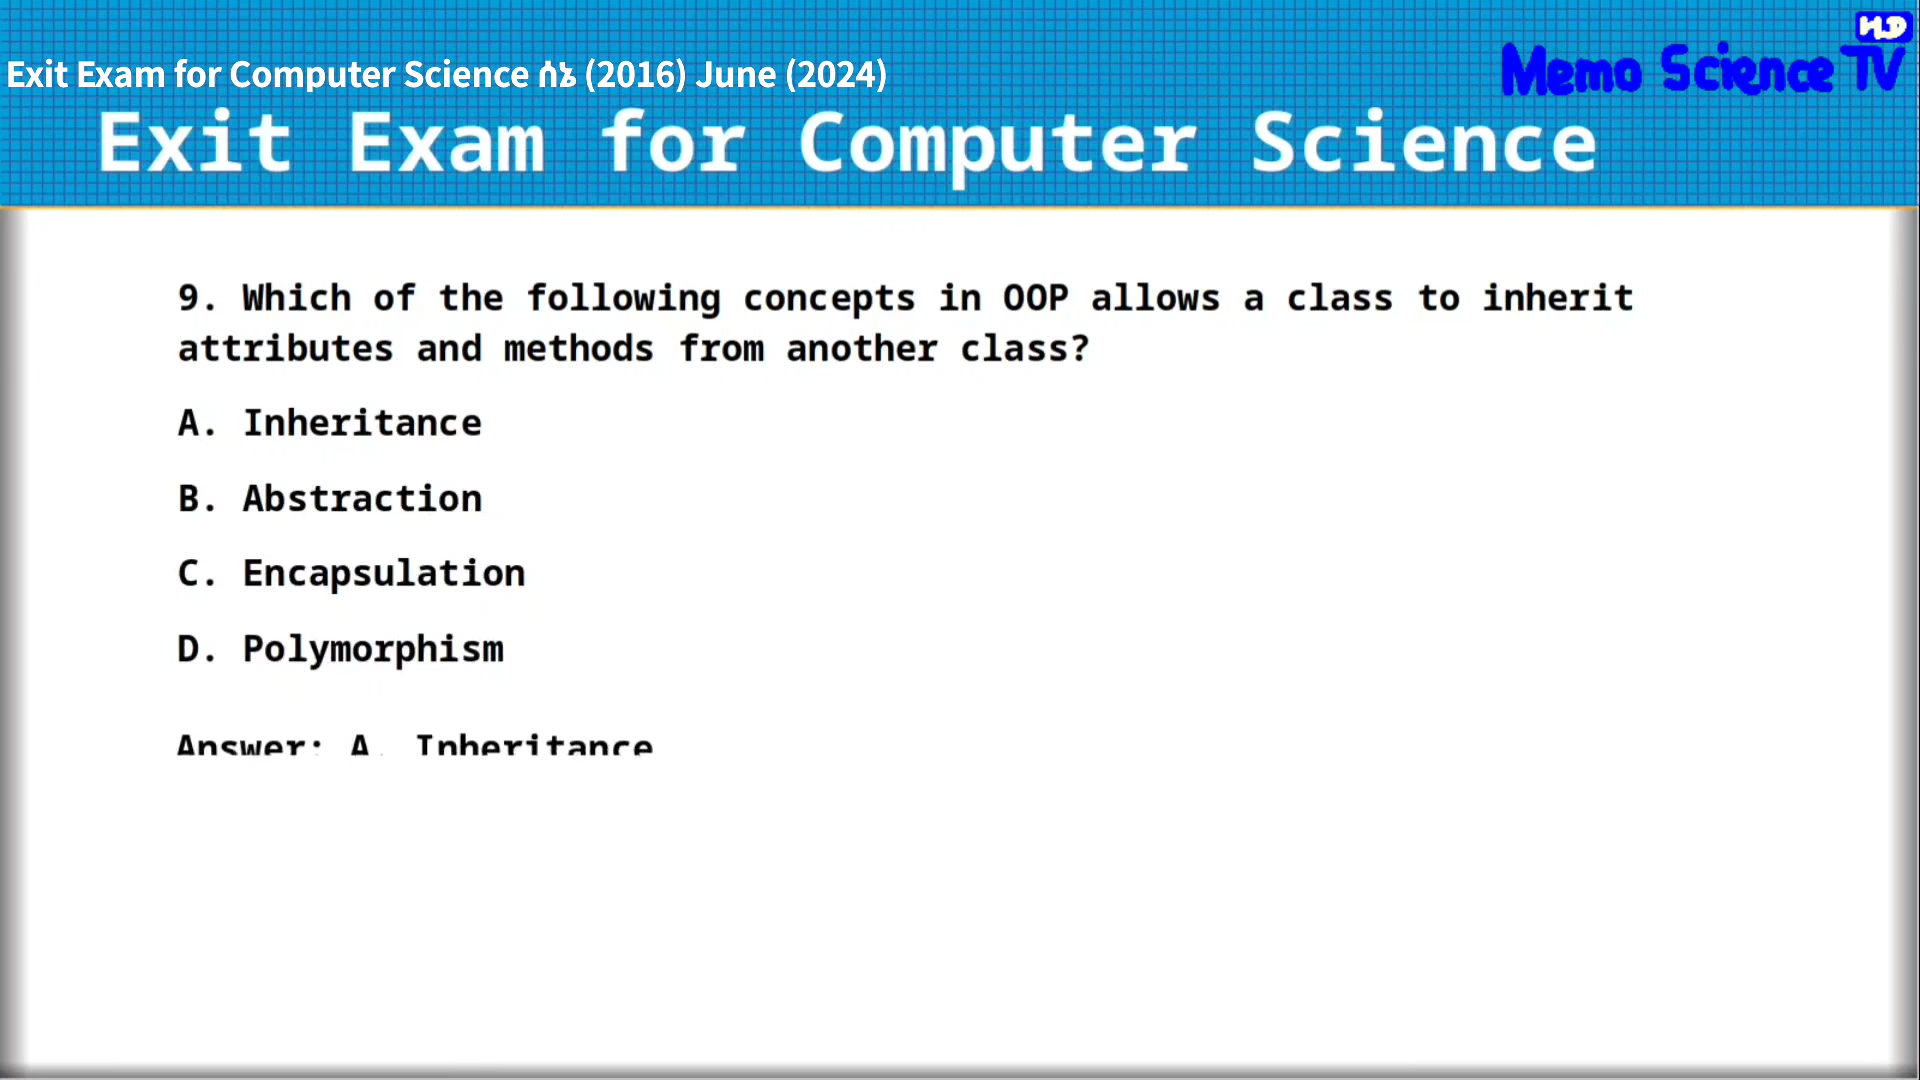 Exit Exam for Computer Science ሰኔ (2016) June (2024)
HD
Memo Science TV
Exit Exam for Computer Science
9. Which of the following concepts in OOP allows a class to inherit
attributes and methods from another class?
A. Inheritance
B. Abstraction
C. Encapsulation
D. Polymorphism
Answer: A. Inheritance